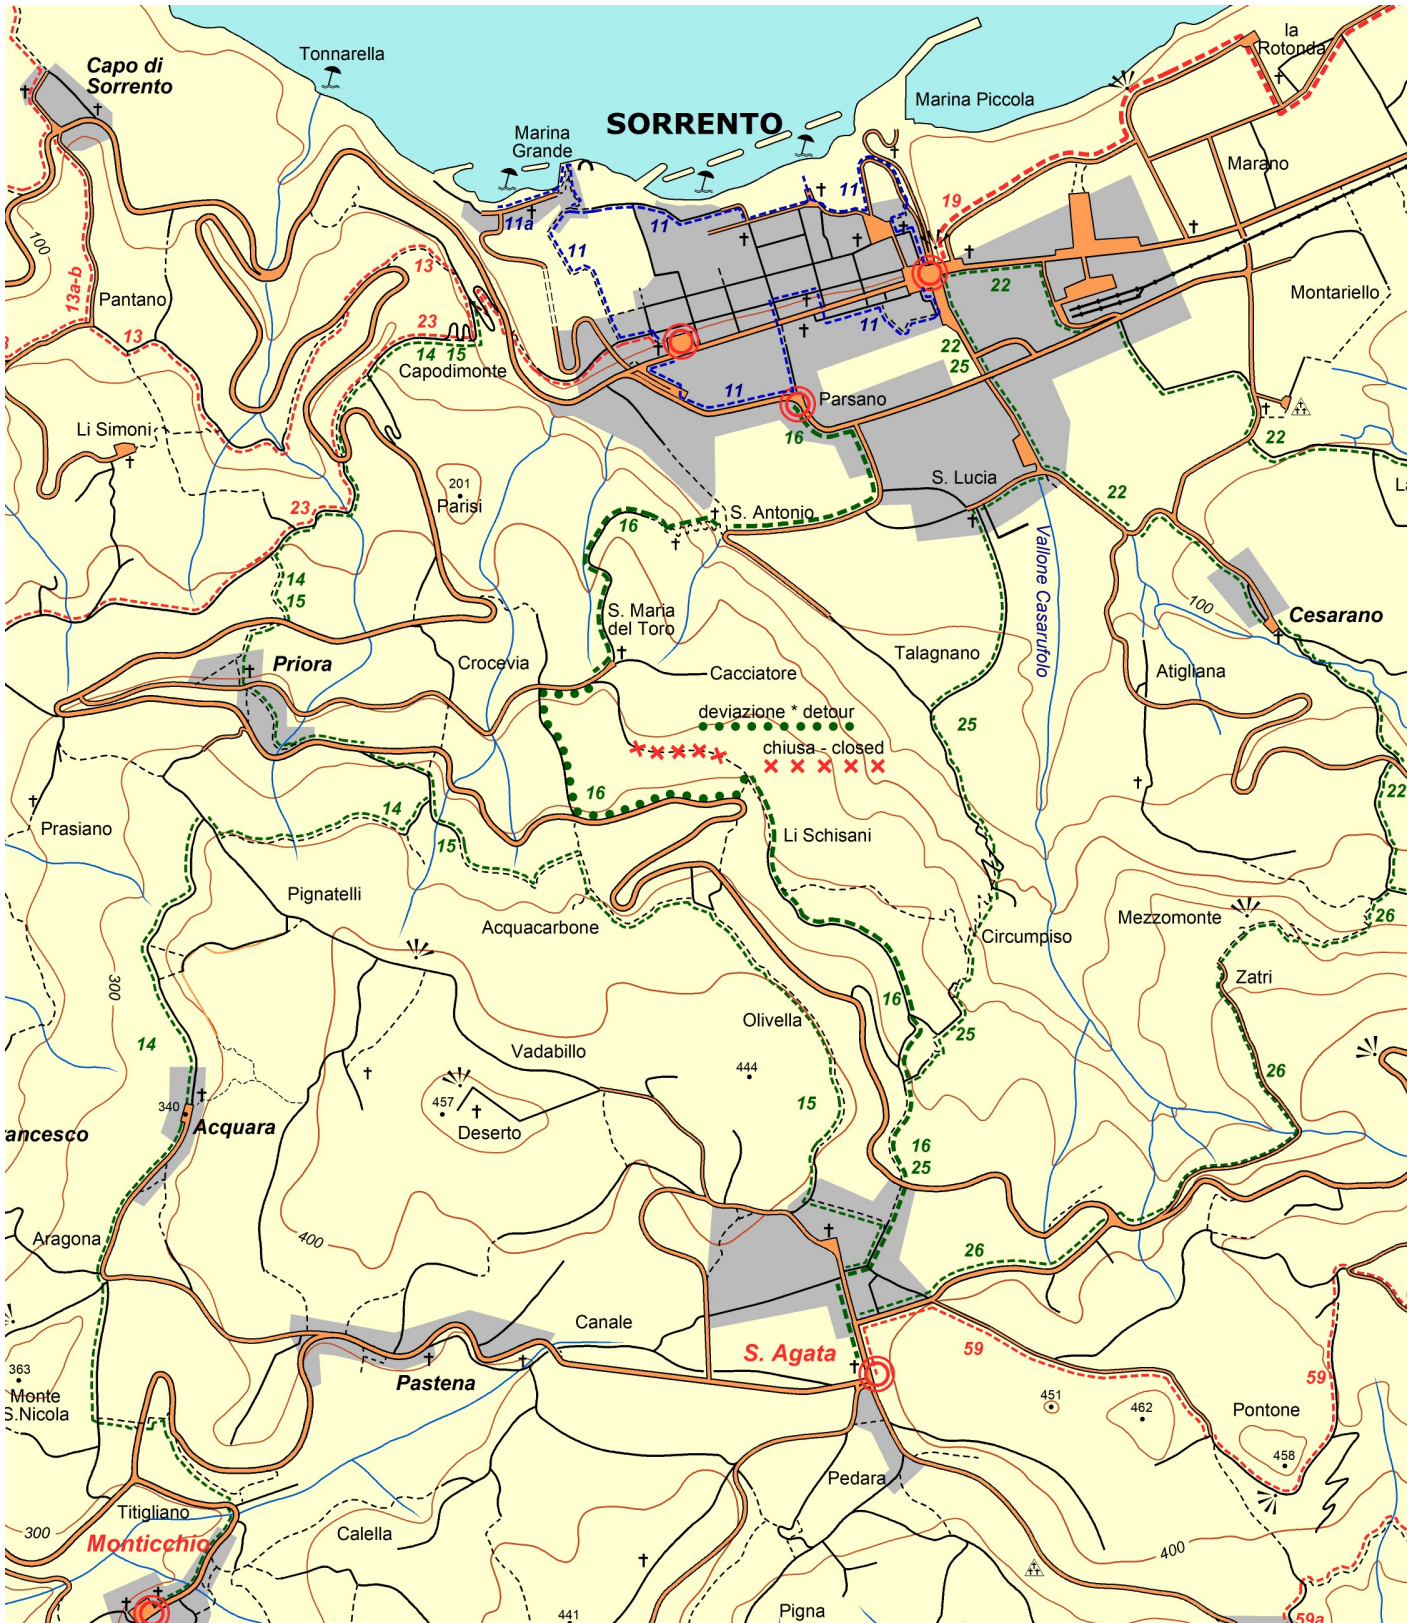 la
Rotonda
Tonnarella
Capo di
Sorrento
Marina Piccola
SORRENTO
Marina
Grande
Marano
11
19
11a
11
11
100
13
13a-b
22
Montariello
Pantano
23
13
14 15
Capodimonte
11
22
25
11
Parsano
Li Simoni
16
22
S. Lucia
201
Parisi
23
22
S. Antonio
16
Vallone Casarufolo
14
15
100
S. Maria
del Toro
Cesarano
Priora
Crocevia
Talagnano
Cacciatore
Atigliana
deviazione * detour
25
chiusa - closed
16
22
14
Prasiano
15
Li Schisani
Pignatelli
Mezzomonte
26
Acquacarbone
Circumpiso
300
Zatri
16
Olivella
25
14
Vadabillo
444
26
457
15
340
Deserto
Acquara
ancesco
16
25
Aragona
400
26
Canale
S. Agata
59
363
59
Pastena
Monte
S.Nicola
451
462
Pontone
458
Pedara
Titigliano
300
Calella
Monticchio
400
441
Pigna
59a